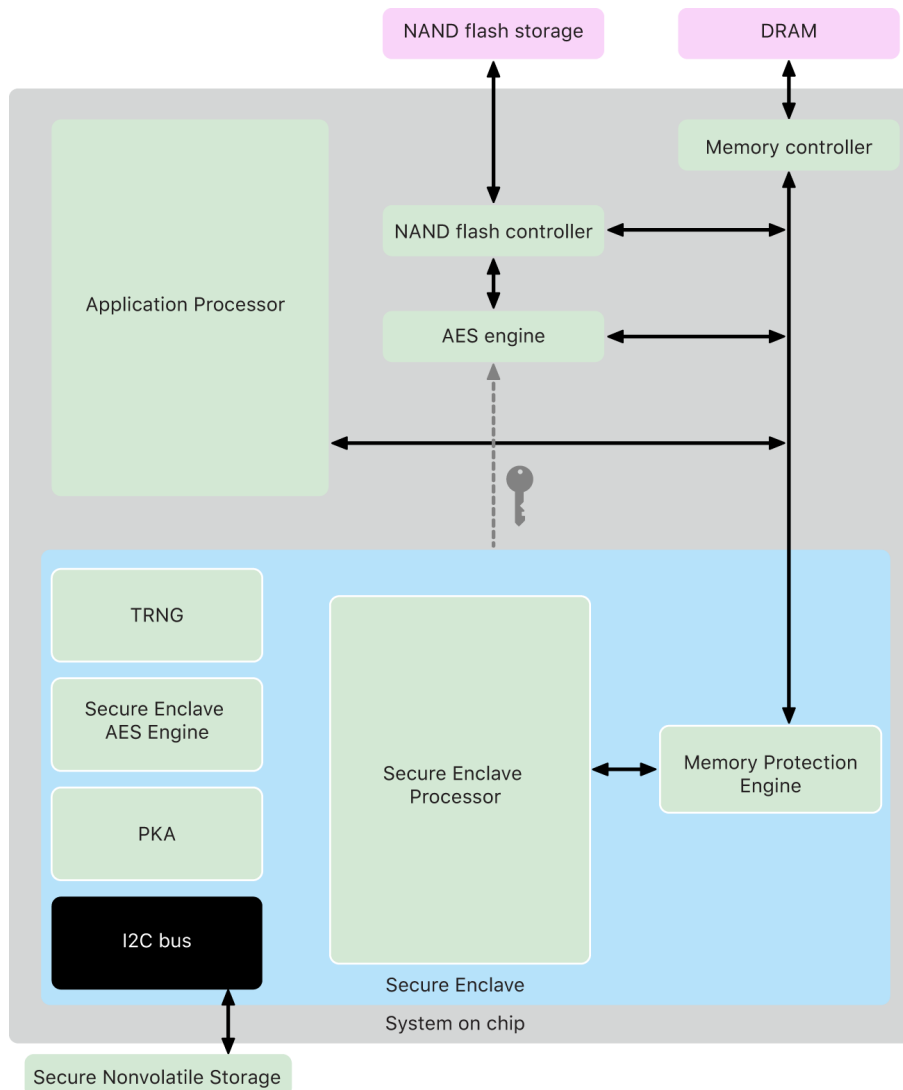 NAND flash storage
DRAM
Memory controller
NAND flash controller
Application Processor
AES engine
TRNG
Secure Enclave
AES Engine
Secure Enclave
Processor
Memory Protection
Engine
PKA
I2C bus
Secure Enclave
System on chip
Secure Nonvolatile Storage